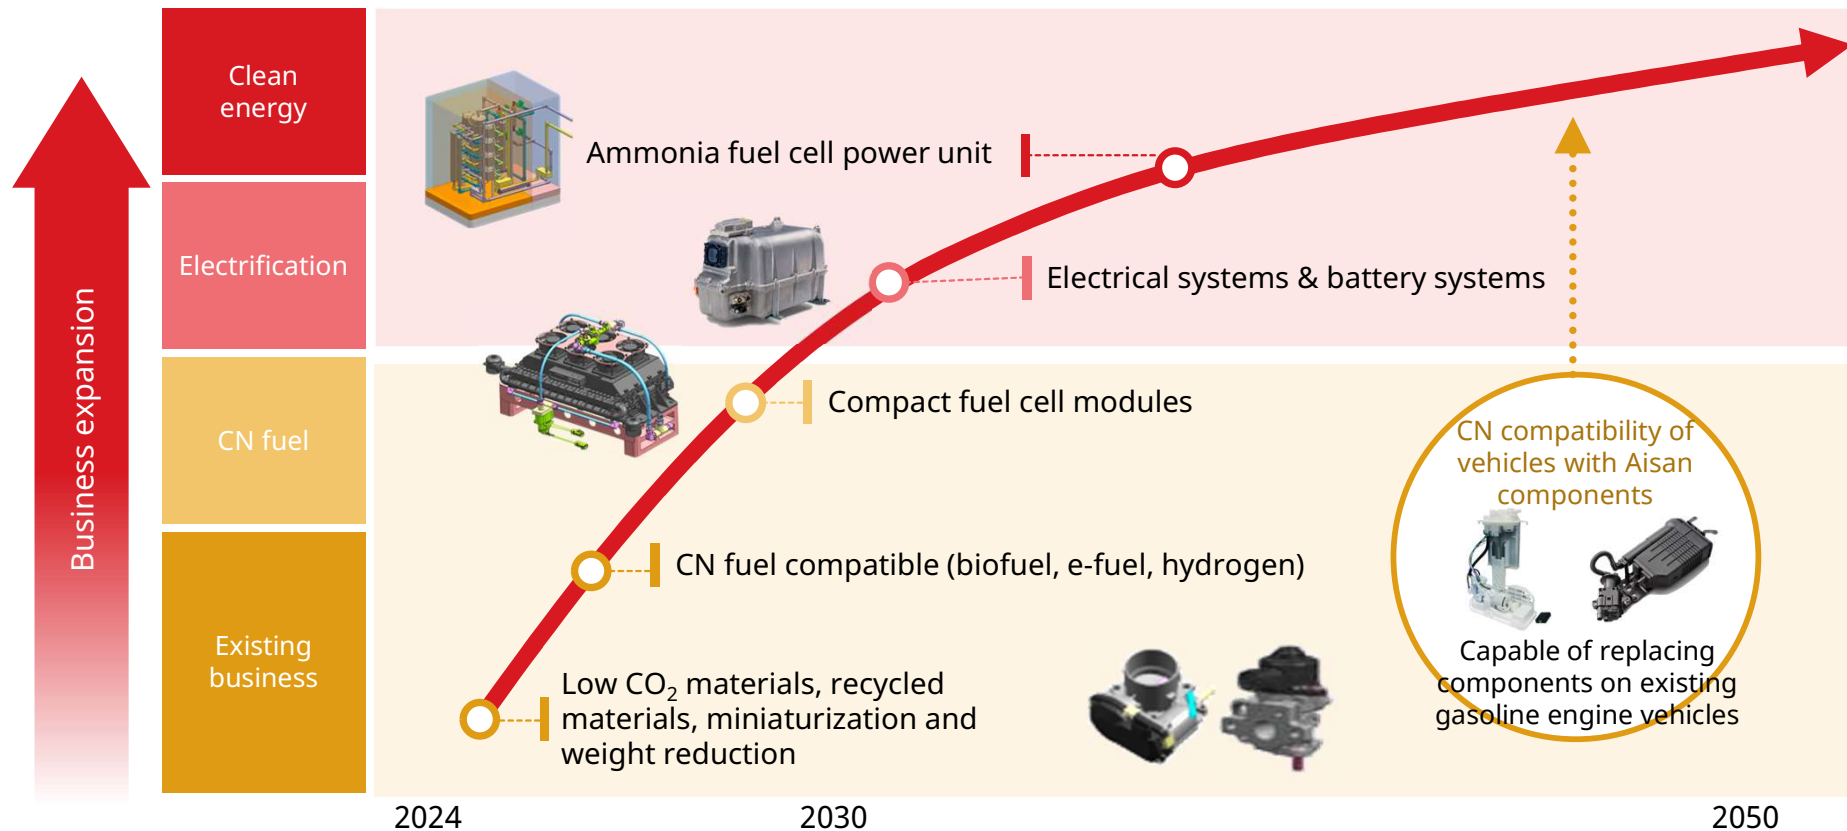 Business expansion
Clean
energy
Electrification
CN fuel
Existing
business
Ammonia fuel cell power unit
Electrical systems & battery systems
Compact fuel cell modules
CN fuel compatible (biofuel, e-fuel, hydrogen)
Low CO₂ materials, recycled
materials, miniaturization and
weight reduction
CN compatibility of
vehicles with Aisan
components
Capable of replacing
components on existing
gasoline engine vehicles
2024
2030
2050